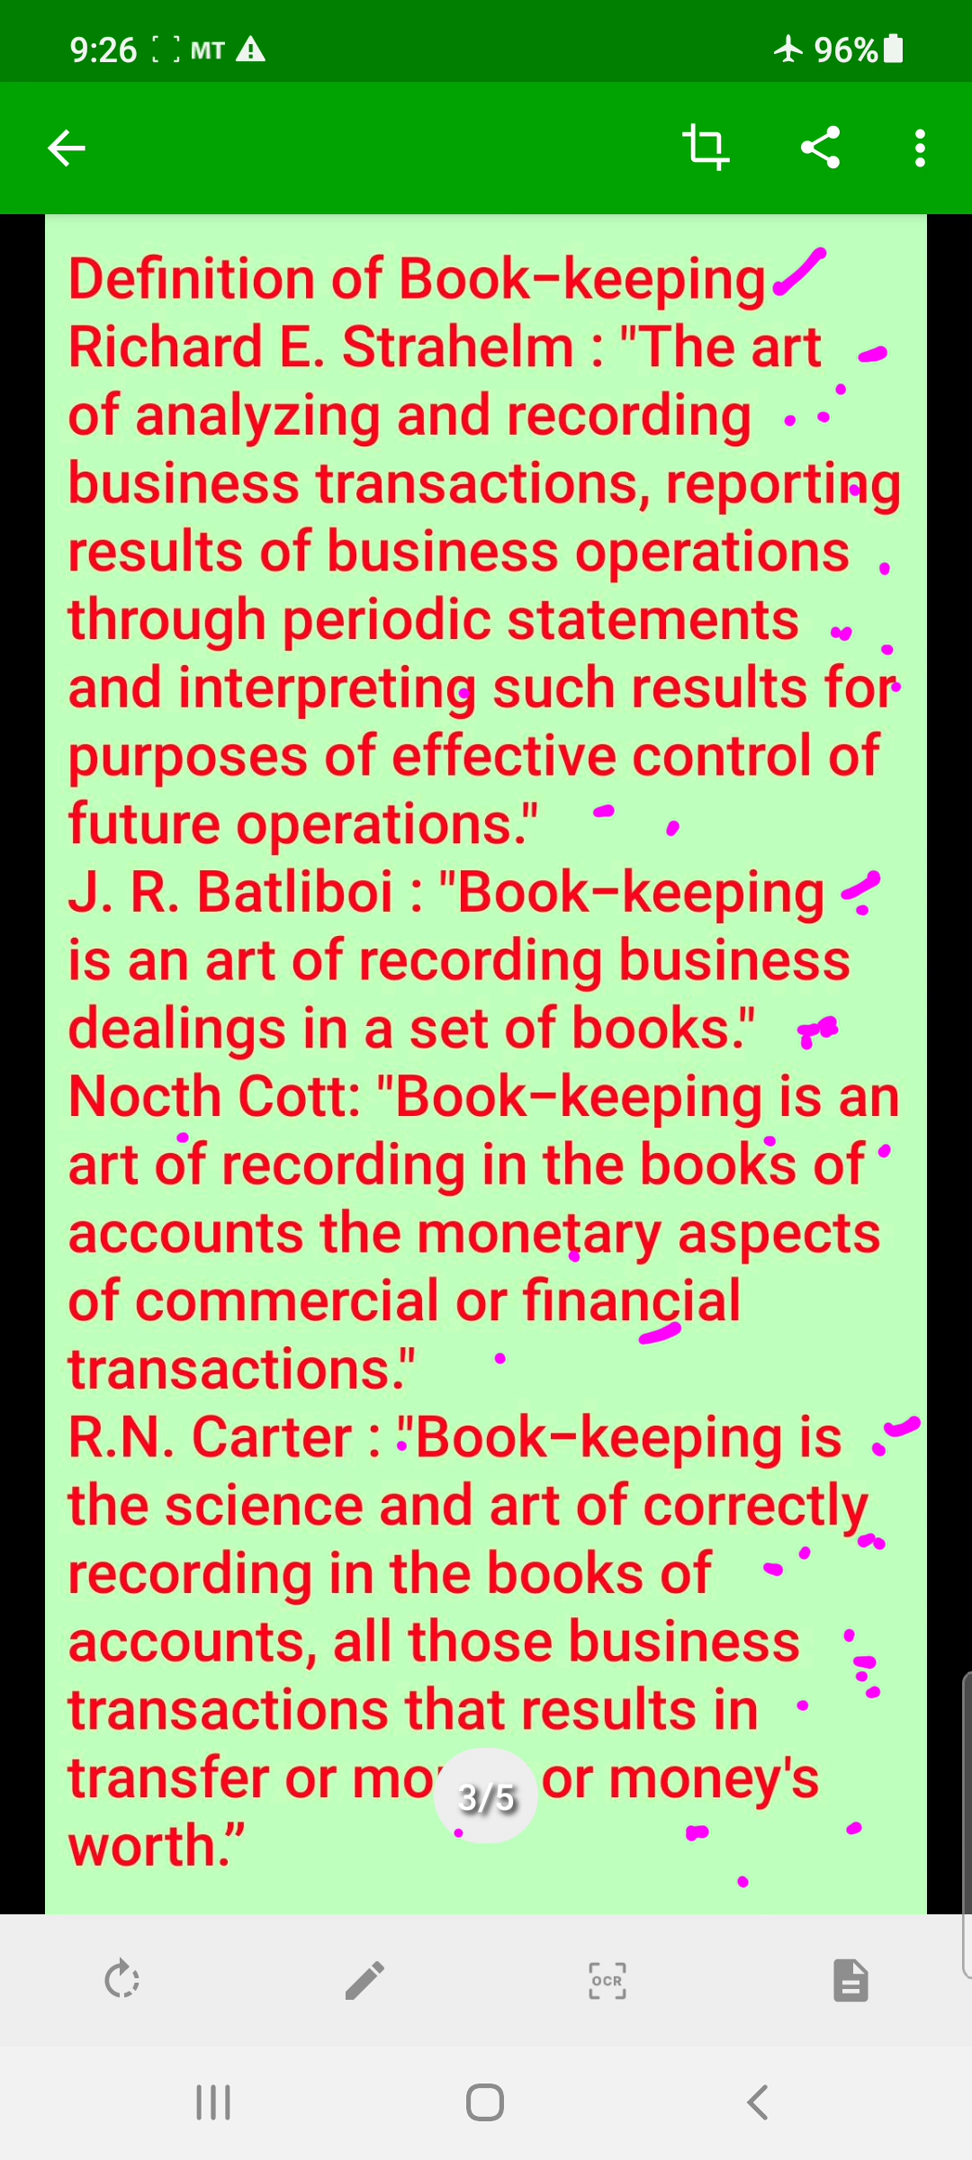 9:26 MT 96%
Definition of Book-keeping
Richard E. Strahelm : "The art
of analyzing and recording
business transactions, reporting
results of business operations
through periodic statements
and interpreting such results for
purposes of effective control of
future operations."
J. R. Batliboi : "Book-keeping
is an art of recording business
dealings in a set of books."
Nocth Cott: "Book-keeping is an
art of recording in the books of
accounts the monetary aspects
of commercial or financial
transactions."
R.N. Carter : "Book-keeping is
the science and art of correctly
recording in the books of
accounts, all those business
transactions that results in
transfer or or money's
3/5
worth.”
OCR